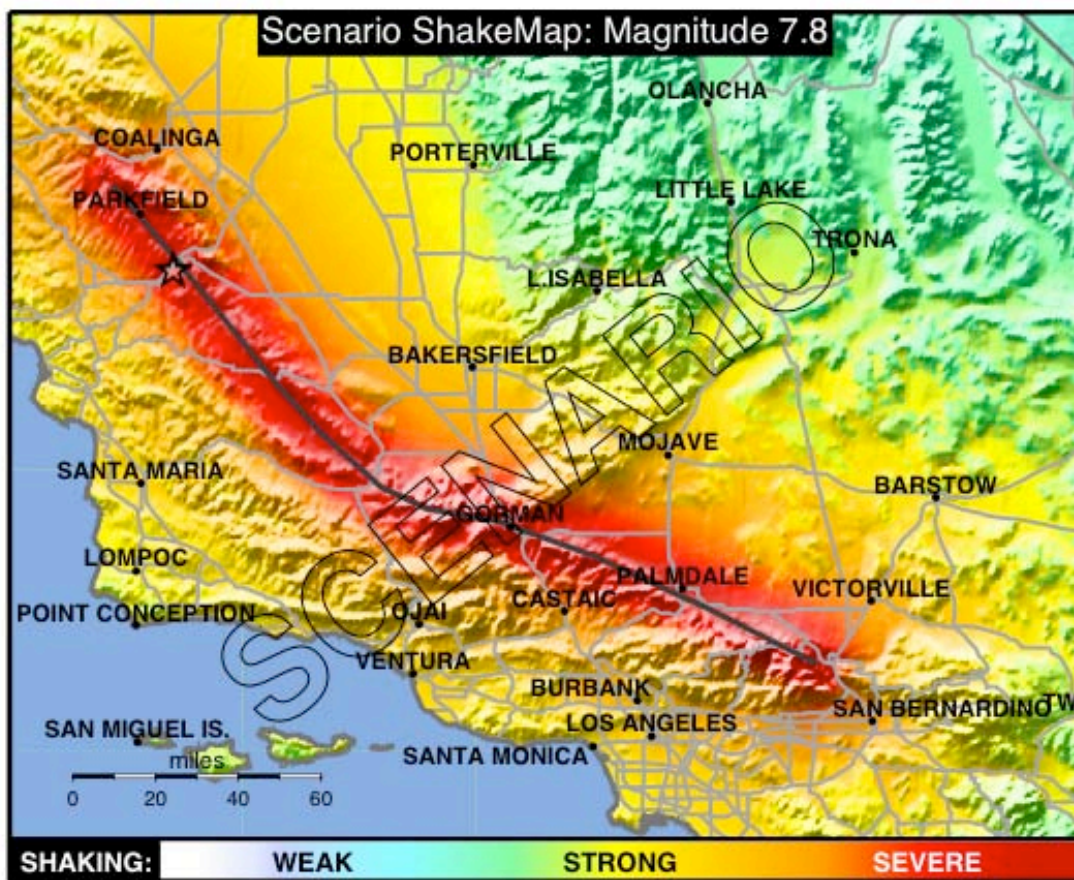 Scenario ShakeMap: Magnitude 7.8
OLANCHA
COALINGA
PORTERVILLE
PARKFIELD
LITTLE LAKE
TRONA
L.ISABELLA
BAKERSFIELD
SCENARIO
MOJAVE
SANTA MARIA
BARSTOW
GORMAN
LOMPOC
PALMDALE
VICTORVILLE
POINT CONCEPTION
OJAI
CASTAIC
VENTURA
BURBANK
SAN BERNARDINO
TW
LOS ANGELES
SAN MIGUEL IS.
SANTA MONICA
miles
0 20 40 60
SHAKING: WEAK STRONG SEVERE